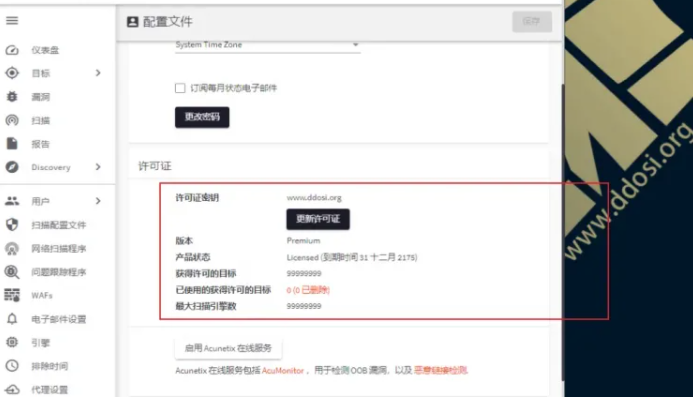 配置文件
保存
System Time Zone
订阅每月状态电子邮件
更改密码
仪表盘
目标
漏洞
扫描
报告
Discovery
用户
扫描配置文件
网络扫描程序
问题跟踪程序
WAFs
电子邮件设置
引擎
排除时间
代理设置
许可证
许可证密钥 www.ddosi.org
更新许可证
版本 Premium
产品状态 Licensed (到期时间 31 十二月 2175)
获得许可的目标 99999999
已使用的获得许可的目标 0 (0 已删除)
最大扫描引擎数 99999999
启用 Acunetix 在线服务
Acunetix 在线服务包括 AcuMonitor ，用于检测 OOB 漏洞，以及 恶意链接检测.
www.ddosi.org